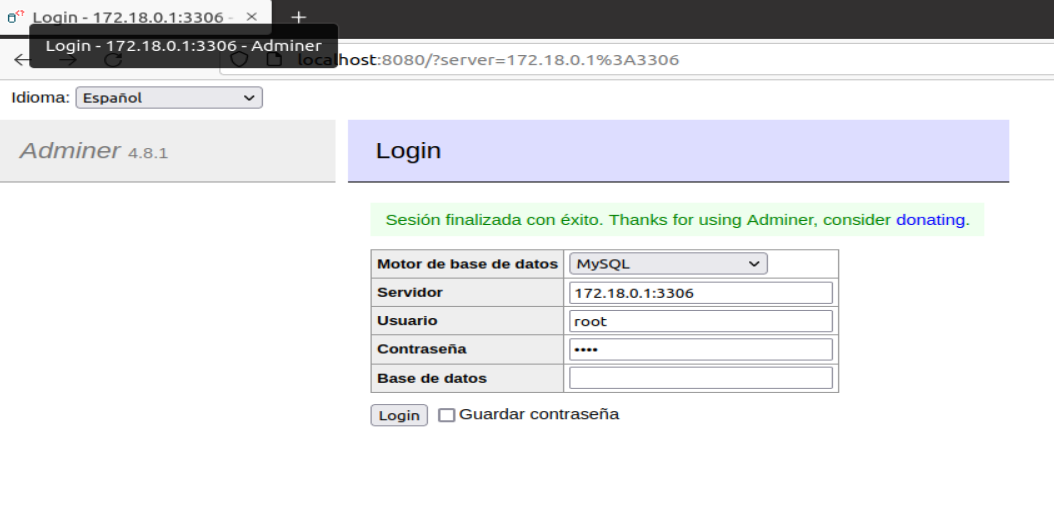 Login - 172.18.0.1:3306 -
Login - 172.18.0.1:3306 - Adminer
localhost:8080/?server=172.18.0.1%3A3306
Idioma: Español
Adminer 4.8.1
Login
Sesión finalizada con éxito. Thanks for using Adminer, consider donating.
Motor de base de datos MySQL
Servidor 172.18.0.1:3306
Usuario root
Contraseña ••••
Base de datos
Login Guardar contraseña